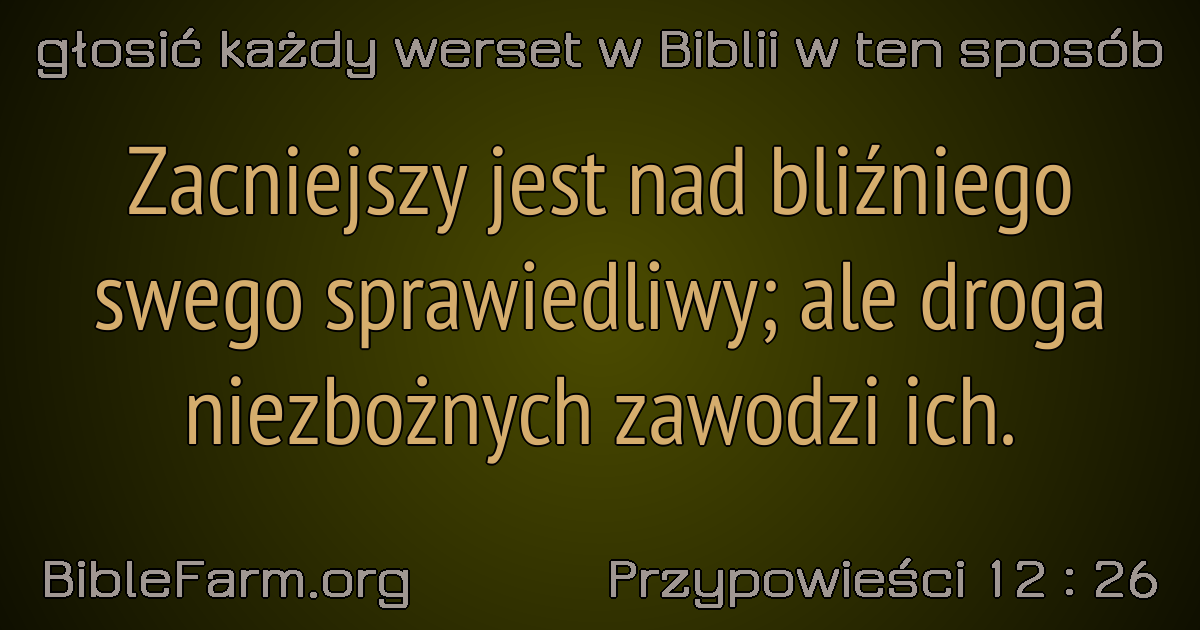 głosić każdy werset w Biblii w ten sposób
Zacniejszy jest nad bliźniego
swego sprawiedliwy; ale droga
niezbożnych zawodzi ich.
BibleFarm.org
Przypowieści 12 : 26